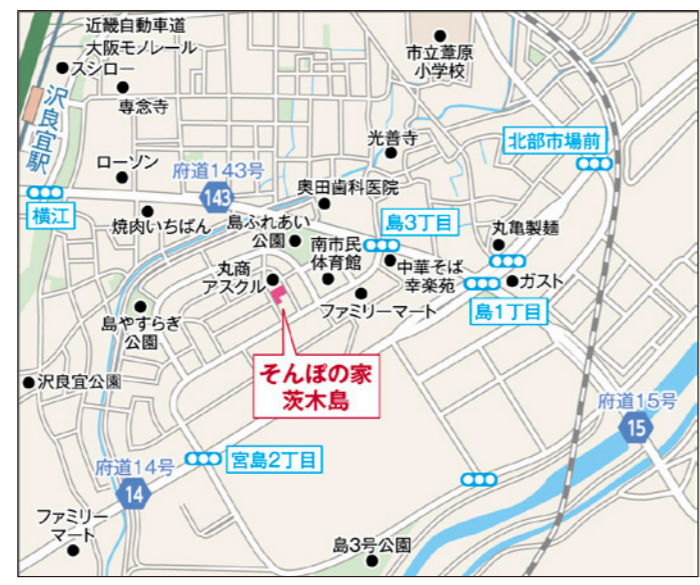 近畿自動車道
大阪モノレール
スシロー
市立葦原
小学校
専念寺
沢良宜駅
光善寺
北部市場前
ローソン
府道143号
143
奥田歯科医院
横江
焼肉いちばん
島ふれあい
公園
島3丁目
丸亀製麺
南市民
体育館
丸商
アスクル
中華そば
幸楽苑
ガスト
島やすらぎ
公園
ファミリーマート
島1丁目
そんぽの家
茨木島
沢良宜公園
府道15号
15
宮島2丁目
府道14号
14
ファミリー
マート
島3号公園